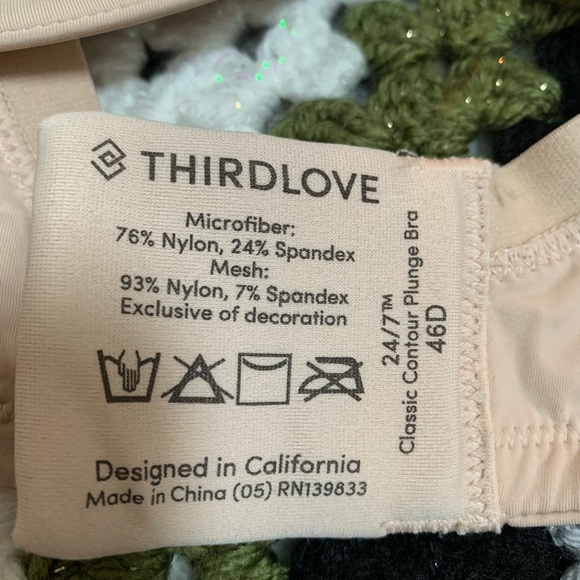 THIRDLOVE
Microfiber:
76% Nylon, 24% Spandex
Mesh:
93% Nylon, 7% Spandex
Exclusive of decoration
Designed in California
Made in China (05) RN139833
24/7™
Classic Contour Plunge Bra
46D